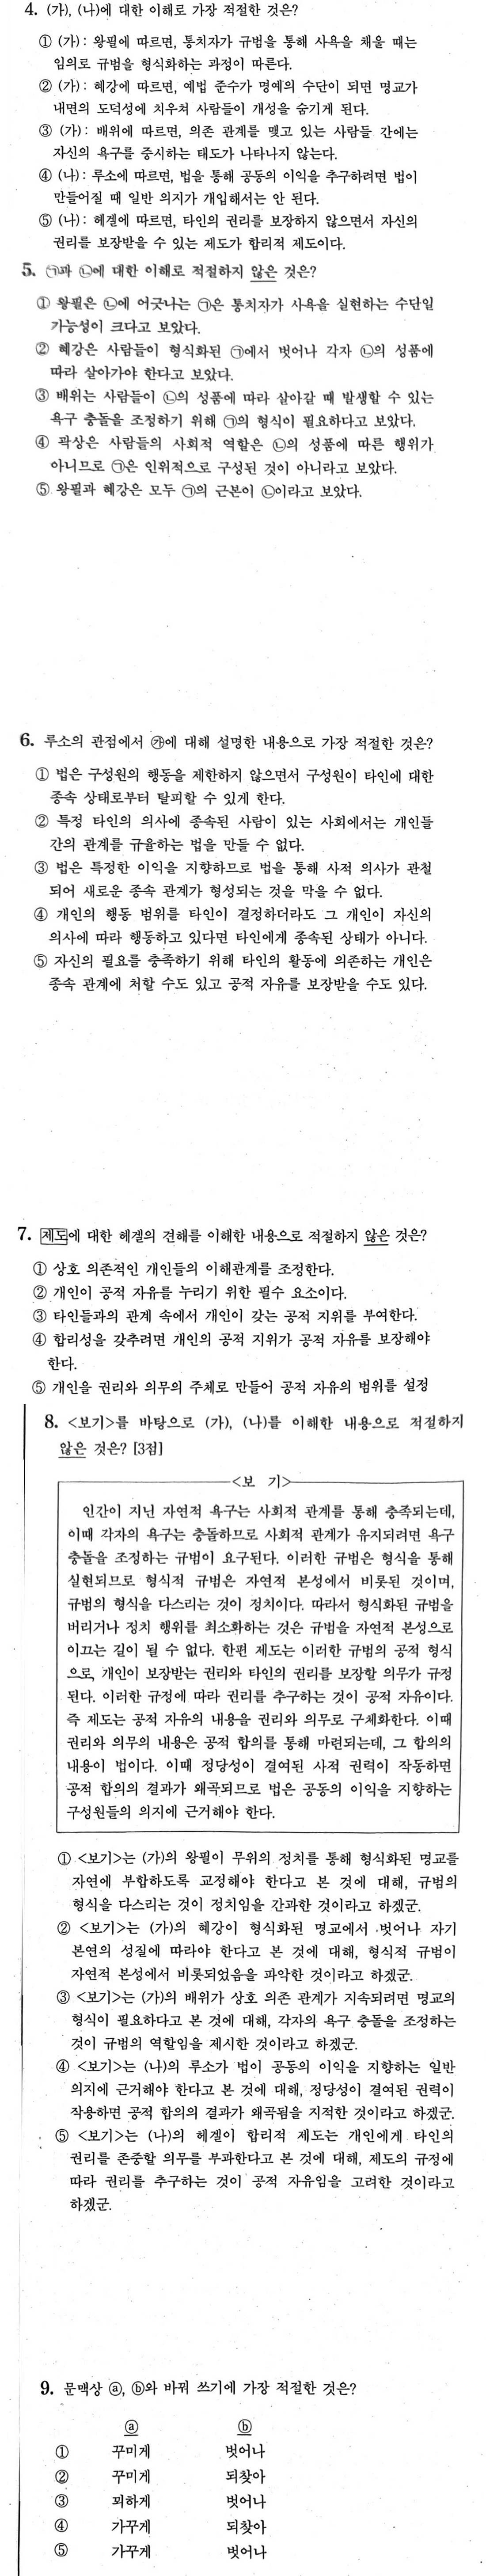 4. (가), (나)에 대한 이해로 가장 적절한 것은?
① (가): 왕필에 따르면, 통치자가 규범을 통해 사욕을 채울 때는
임의로 규범을 형식화하는 과정이 따른다.
② (가): 혜강에 따르면, 예법 준수가 명예의 수단이 되면 명교가
내면의 도덕성에 치우쳐 사람들이 개성을 숨기게 된다.
③ (가): 배위에 따르면, 의존 관계를 맺고 있는 사람들 간에는
자신의 욕구를 중시하는 태도가 나타나지 않는다.
④ (나): 루소에 따르면, 법을 통해 공동의 이익을 추구하려면 법이
만들어질 때 일반 의지가 개입해서는 안 된다.
⑤ (나): 헤겔에 따르면, 타인의 권리를 보장하지 않으면서 자신의
권리를 보장받을 수 있는 제도가 합리적 제도이다.
5. ㉠과 ㉡에 대한 이해로 적절하지 않은 것은?
① 왕필은 ㉡에 어긋나는 ㉠은 통치자가 사욕을 실현하는 수단일
가능성이 크다고 보았다.
② 혜강은 사람들이 형식화된 ㉠에서 벗어나 각자 ㉡의 성품에
따라 살아가야 한다고 보았다.
③ 배위는 사람들이 ㉡의 성품에 따라 살아갈 때 발생할 수 있는
욕구 충돌을 조정하기 위해 ㉠의 형식이 필요하다고 보았다.
④ 곽상은 사람들의 사회적 역할은 ㉡의 성품에 따른 행위가
아니므로 ㉠은 인위적으로 구성된 것이 아니라고 보았다.
⑤ 왕필과 혜강은 모두 ㉠의 근본이 ㉡이라고 보았다.
6. 루소의 관점에서 ㉮에 대해 설명한 내용으로 가장 적절한 것은?
① 법은 구성원의 행동을 제한하지 않으면서 구성원이 타인에 대한
종속 상태로부터 탈피할 수 있게 한다.
② 특정 타인의 의사에 종속된 사람이 있는 사회에서는 개인들
간의 관계를 규율하는 법을 만들 수 없다.
③ 법은 특정한 이익을 지향하므로 법을 통해 사적 의사가 관철
되어 새로운 종속 관계가 형성되는 것을 막을 수 없다.
④ 개인의 행동 범위를 타인이 결정하더라도 그 개인이 자신의
의사에 따라 행동하고 있다면 타인에게 종속된 상태가 아니다.
⑤ 자신의 필요를 충족하기 위해 타인의 활동에 의존하는 개인은
종속 관계에 처할 수도 있고 공적 자유를 보장받을 수도 있다.
7. 제도에 대한 헤겔의 견해를 이해한 내용으로 적절하지 않은 것은?
① 상호 의존적인 개인들의 이해관계를 조정한다.
② 개인이 공적 자유를 누리기 위한 필수 요소이다.
③ 타인들과의 관계 속에서 개인이 갖는 공적 지위를 부여한다.
④ 합리성을 갖추려면 개인의 공적 지위가 공적 자유를 보장해야
한다.
⑤ 개인을 권리와 의무의 주체로 만들어 공적 자유의 범위를 설정
8. <보기>를 바탕으로 (가), (나)를 이해한 내용으로 적절하지
않은 것은? [3점]
<보 기>
인간이 지닌 자연적 욕구는 사회적 관계를 통해 충족되는데,
이때 각자의 욕구는 충돌하므로 사회적 관계가 유지되려면 욕구
충돌을 조정하는 규범이 요구된다. 이러한 규범은 형식을 통해
실현되므로 형식적 규범은 자연적 본성에서 비롯된 것이며,
규범의 형식을 다스리는 것이 정치이다. 따라서 형식화된 규범을
버리거나 정치 행위를 최소화하는 것은 규범을 자연적 본성으로
이끄는 길이 될 수 없다. 한편 제도는 이러한 규범의 공적 형식
으로, 개인이 보장받는 권리와 타인의 권리를 보장할 의무가 규정
된다. 이러한 규정에 따라 권리를 추구하는 것이 공적 자유이다.
즉 제도는 공적 자유의 내용을 권리와 의무로 구체화한다. 이때
권리와 의무의 내용은 공적 합의를 통해 마련되는데, 그 합의의
내용이 법이다. 이때 정당성이 결여된 사적 권력이 작동하면
공적 합의의 결과가 왜곡되므로 법은 공동의 이익을 지향하는
구성원들의 의지에 근거해야 한다.
① <보기>는 (가)의 왕필이 무위의 정치를 통해 형식화된 명교를
자연에 부합하도록 교정해야 한다고 본 것에 대해, 규범의
형식을 다스리는 것이 정치임을 간과한 것이라고 하겠군.
② <보기>는 (가)의 혜강이 형식화된 명교에서 벗어나 자기
본연의 성질에 따라야 한다고 본 것에 대해, 형식적 규범이
자연적 본성에서 비롯되었음을 파악한 것이라고 하겠군.
③ <보기>는 (가)의 배위가 상호 의존 관계가 지속되려면 명교의
형식이 필요하다고 본 것에 대해, 각자의 욕구 충돌을 조정하는
것이 규범의 역할임을 제시한 것이라고 하겠군.
④ <보기>는 (나)의 루소가 법이 공동의 이익을 지향하는 일반
의지에 근거해야 한다고 본 것에 대해, 정당성이 결여된 권력이
작용하면 공적 합의의 결과가 왜곡됨을 지적한 것이라고 하겠군.
⑤ <보기>는 (나)의 헤겔이 합리적 제도는 개인에게 타인의
권리를 존중할 의무를 부과한다고 본 것에 대해, 제도의 규정에
따라 권리를 추구하는 것이 공적 자유임을 고려한 것이라고
하겠군.
9. 문맥상 ⓐ, ⓑ와 바꿔 쓰기에 가장 적절한 것은?
ⓐ ⓑ
① 꾸미게 벗어나
② 꾸미게 되찾아
③ 꾀하게 벗어나
④ 가꾸게 되찾아
⑤ 가꾸게 벗어나